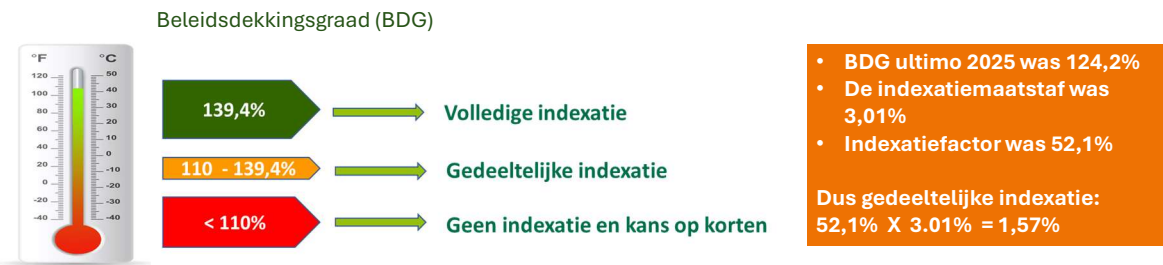 Beleidsdekkingsgraad (BDG)
°F °C
120 50
100 40
80 30
60 20
40 10
20 0
0 -10
-20 -20
-40 -30
-40
139,4%
Volledige indexatie
110 - 139,4%
Gedeeltelijke indexatie
< 110%
Geen indexatie en kans op korten
• BDG ultimo 2025 was 124,2%
• De indexatiemaatstaf was
3,01%
• Indexatiefactor was 52,1%
Dus gedeeltelijke indexatie:
52,1% X 3.01% = 1,57%